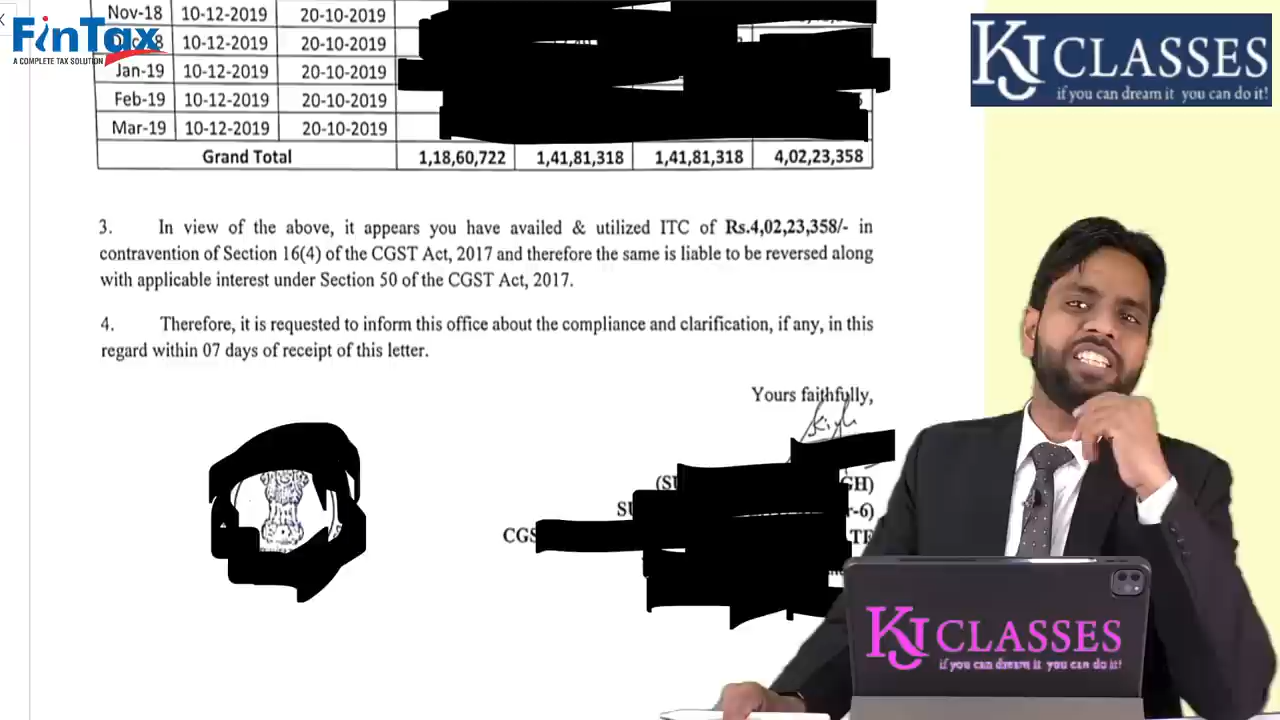 Nov-18 10-12-2019 20-10-2019
FinTax
A COMPLETE TAX SOLUTION
10-12-2019 20-10-2019
Jan-19 10-12-2019 20-10-2019
Feb-19 10-12-2019 20-10-2019
Mar-19 10-12-2019 20-10-2019
Grand Total 1,18,60,722 1,41,81,318 1,41,81,318 4,02,23,358
KJ CLASSES
if you can dream it you can do it!
3. In view of the above, it appears you have availed & utilized ITC of Rs.4,02,23,358/- in
contravention of Section 16(4) of the CGST Act, 2017 and therefore the same is liable to be reversed along
with applicable interest under Section 50 of the CGST Act, 2017.
4. Therefore, it is requested to inform this office about the compliance and clarification, if any, in this
regard within 07 days of receipt of this letter.
Yours faithfully,
KJ CLASSES
if you can dream it you can do it!